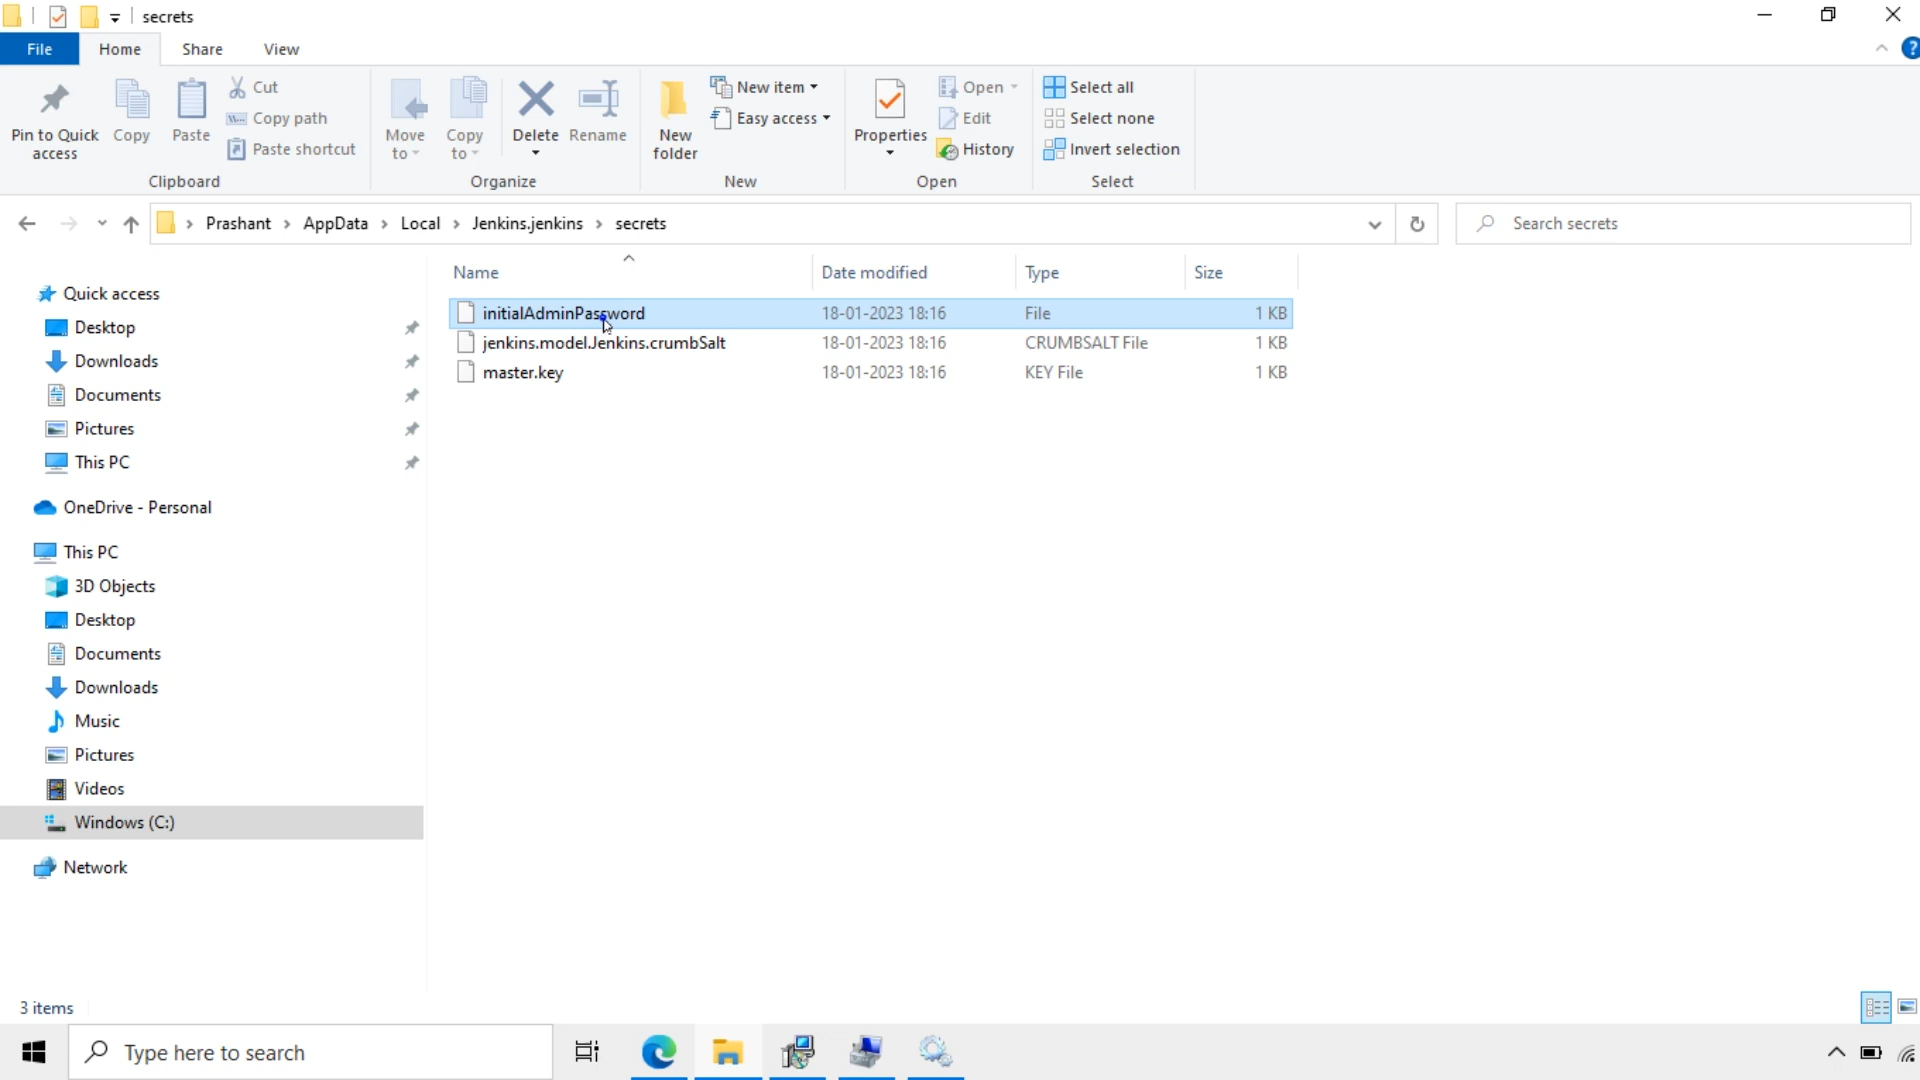 secrets
File Home Share View
Pin to Quick access
Copy
Paste
Cut
Copy path
Paste shortcut
Clipboard
Move to
Copy to
Delete
Rename
Organize
New folder
New item
Easy access
New
Properties
Open
Edit
History
Open
Select all
Select none
Invert selection
Select
Prashant › AppData › Local › Jenkins.jenkins › secrets
Search secrets
Name Date modified Type Size
initialAdminPassword 18-01-2023 18:16 File 1 KB
jenkins.model.Jenkins.crumbSalt 18-01-2023 18:16 CRUMBSALT File 1 KB
master.key 18-01-2023 18:16 KEY File 1 KB
Quick access
Desktop
Downloads
Documents
Pictures
This PC
OneDrive - Personal
This PC
3D Objects
Desktop
Documents
Downloads
Music
Pictures
Videos
Windows (C:)
Network
3 items
Type here to search